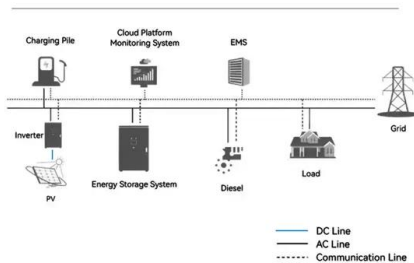 Charging Pile
Cloud Platform
Monitoring System
EMS
Grid
Inverter
PV
Energy Storage System
Diesel
Load
DC Line
AC Line
Communication Line